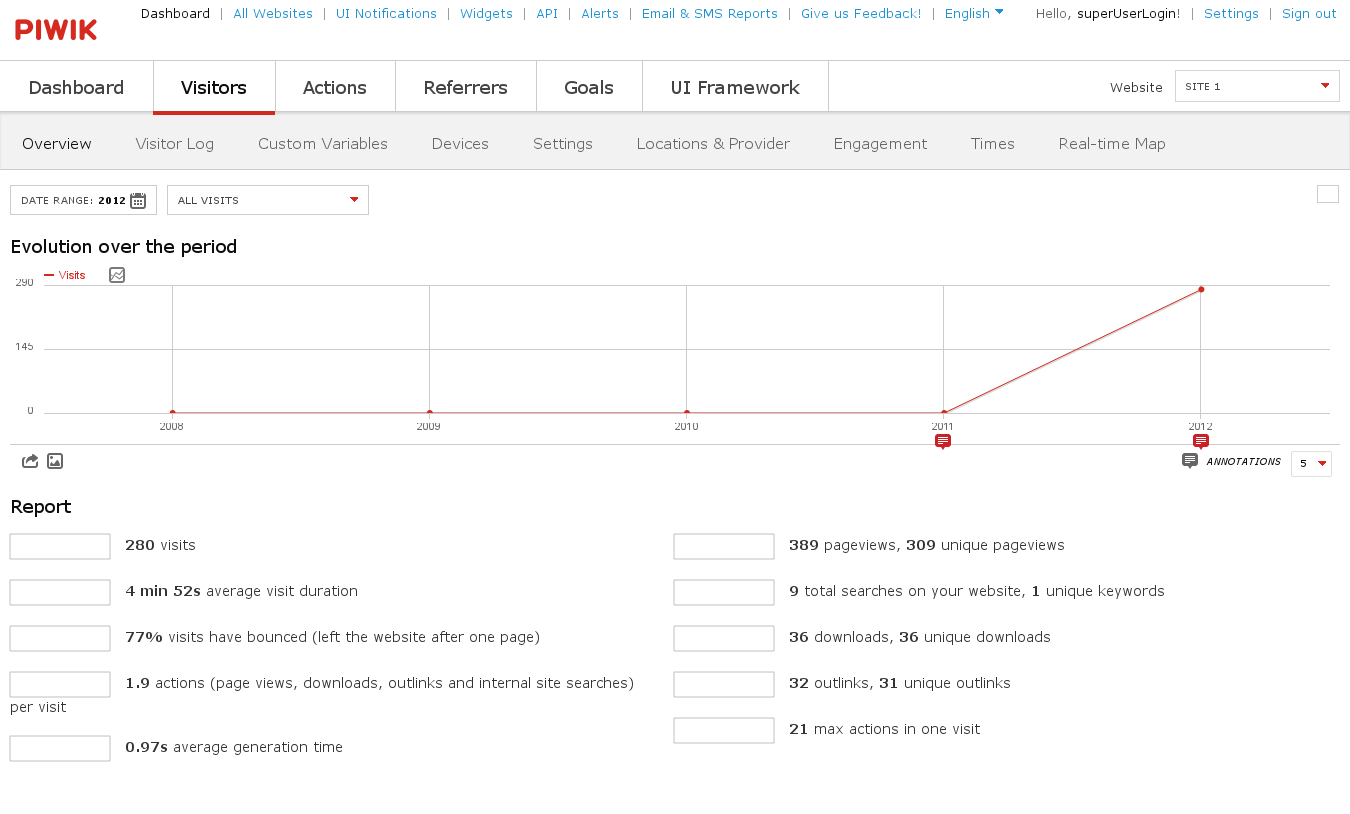 Dashboard | All Websites | UI Notifications | Widgets | API | Alerts | Email & SMS Reports | Give us Feedback! | English Hello, superUserLogin! | Settings | Sign out
PIWIK
Dashboard Visitors Actions Referrers Goals UI Framework Website SITE 1
Overview Visitor Log Custom Variables Devices Settings Locations & Provider Engagement Times Real-time Map
DATE RANGE: 2012 ALL VISITS
Evolution over the period
Visits
290
145
0
2008 2009 2010 2011 2012
ANNOTATIONS 5
Report
280 visits
4 min 52s average visit duration
77% visits have bounced (left the website after one page)
1.9 actions (page views, downloads, outlinks and internal site searches)
per visit
0.97s average generation time
389 pageviews, 309 unique pageviews
9 total searches on your website, 1 unique keywords
36 downloads, 36 unique downloads
32 outlinks, 31 unique outlinks
21 max actions in one visit